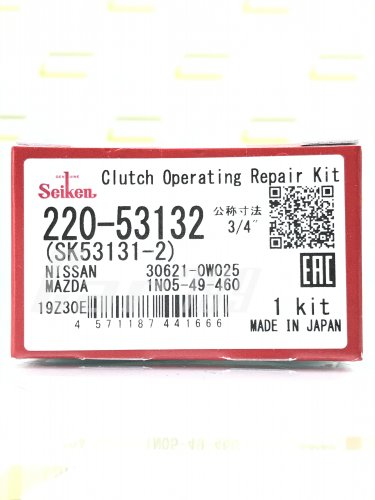 GENUINE
Seiken
Clutch Operating Repair Kit
220-53132
公称寸法
3/4"
(SK53131-2)
NISSAN 30621-0W025
MAZDA 1N05-49-460
EAC
19Z30E
4 571187 441666
1 kit
MADE IN JAPAN